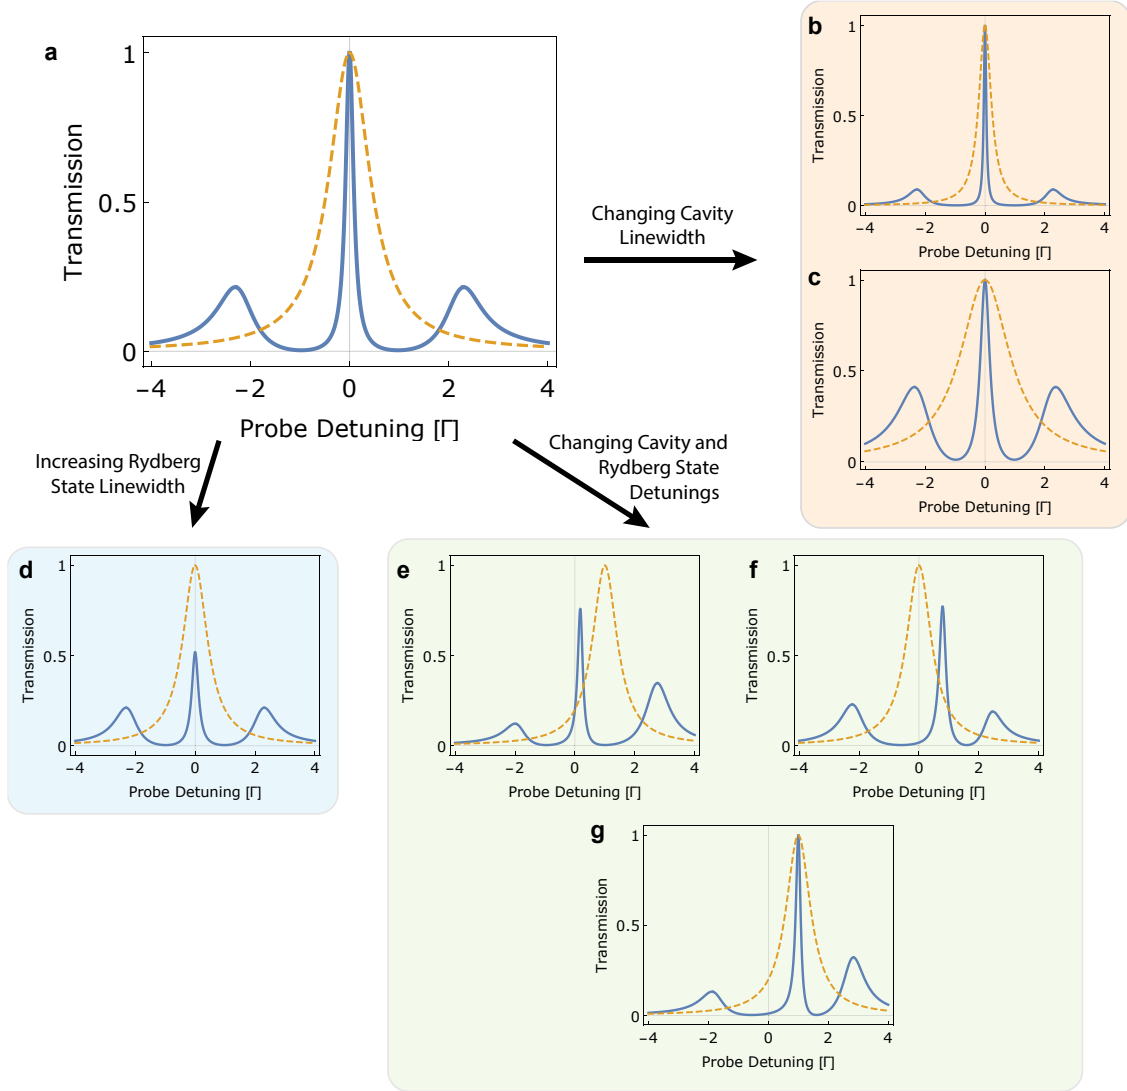 a
1
0.5
0
Transmission
−4
−2
0
2
4
Probe Detuning [Γ]
Changing Cavity
Linewidth
b
1
0.5
0
Transmission
−4
−2
0
2
4
Probe Detuning [Γ]
c
1
0.5
0
Transmission
−4
−2
0
2
4
Probe Detuning [Γ]
Increasing Rydberg
State Linewidth
Changing Cavity and
Rydberg State
Detunings
d
1
0.5
0
Transmission
−4
−2
0
2
4
Probe Detuning [Γ]
e
1
0.5
0
Transmission
−4
−2
0
2
4
Probe Detuning [Γ]
f
1
0.5
0
Transmission
−4
−2
0
2
4
Probe Detuning [Γ]
g
1
0.5
0
Transmission
−4
−2
0
2
4
Probe Detuning [Γ]